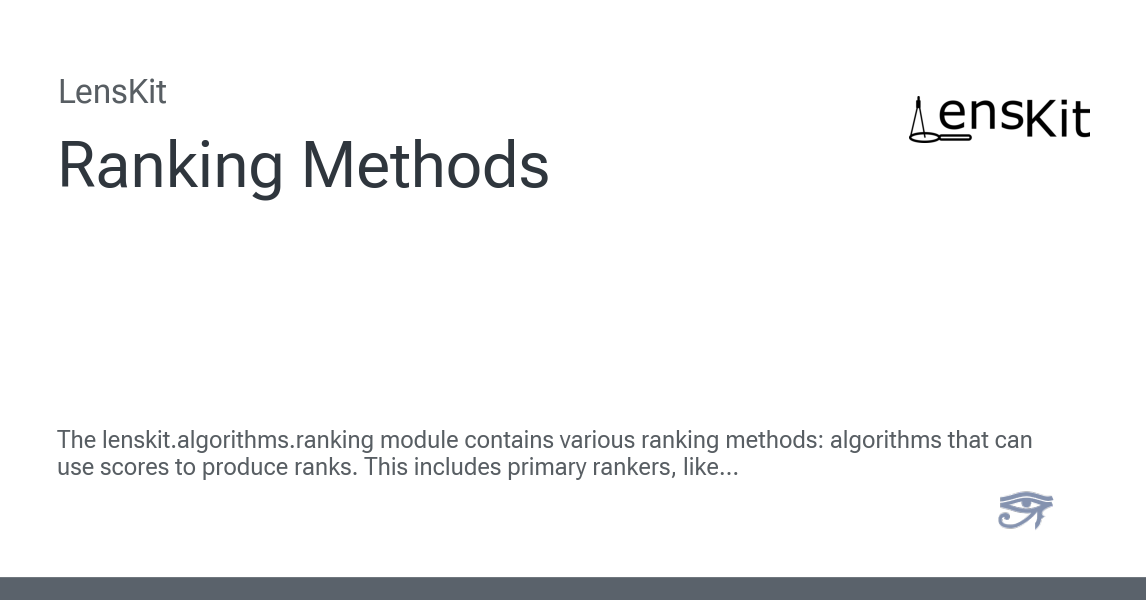 LensKit
LensKit
Ranking Methods
The lenskit.algorithms.ranking module contains various ranking methods: algorithms that can
use scores to produce ranks. This includes primary rankers, like...